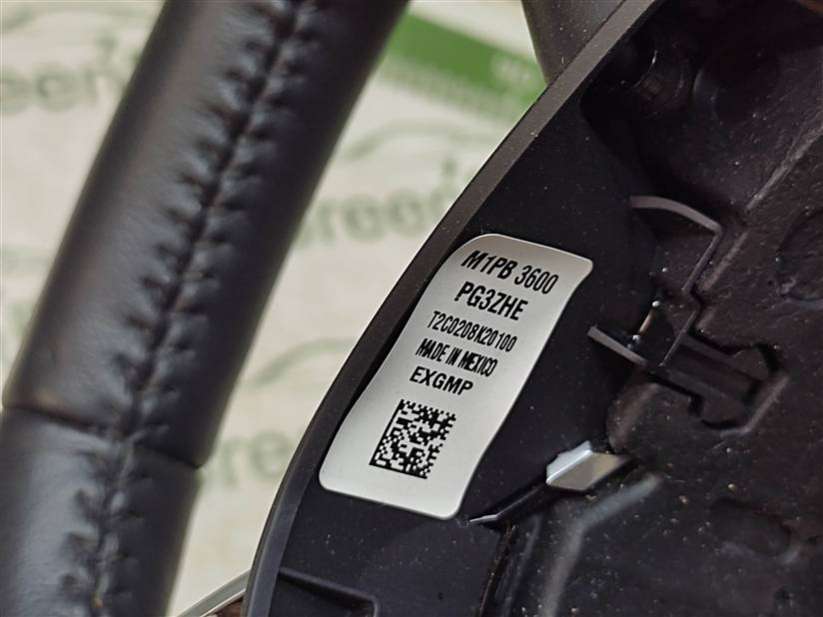 M1PB 3600
PG3ZHE
T2C0208K20100
MADE IN MEXICO
EXGMP